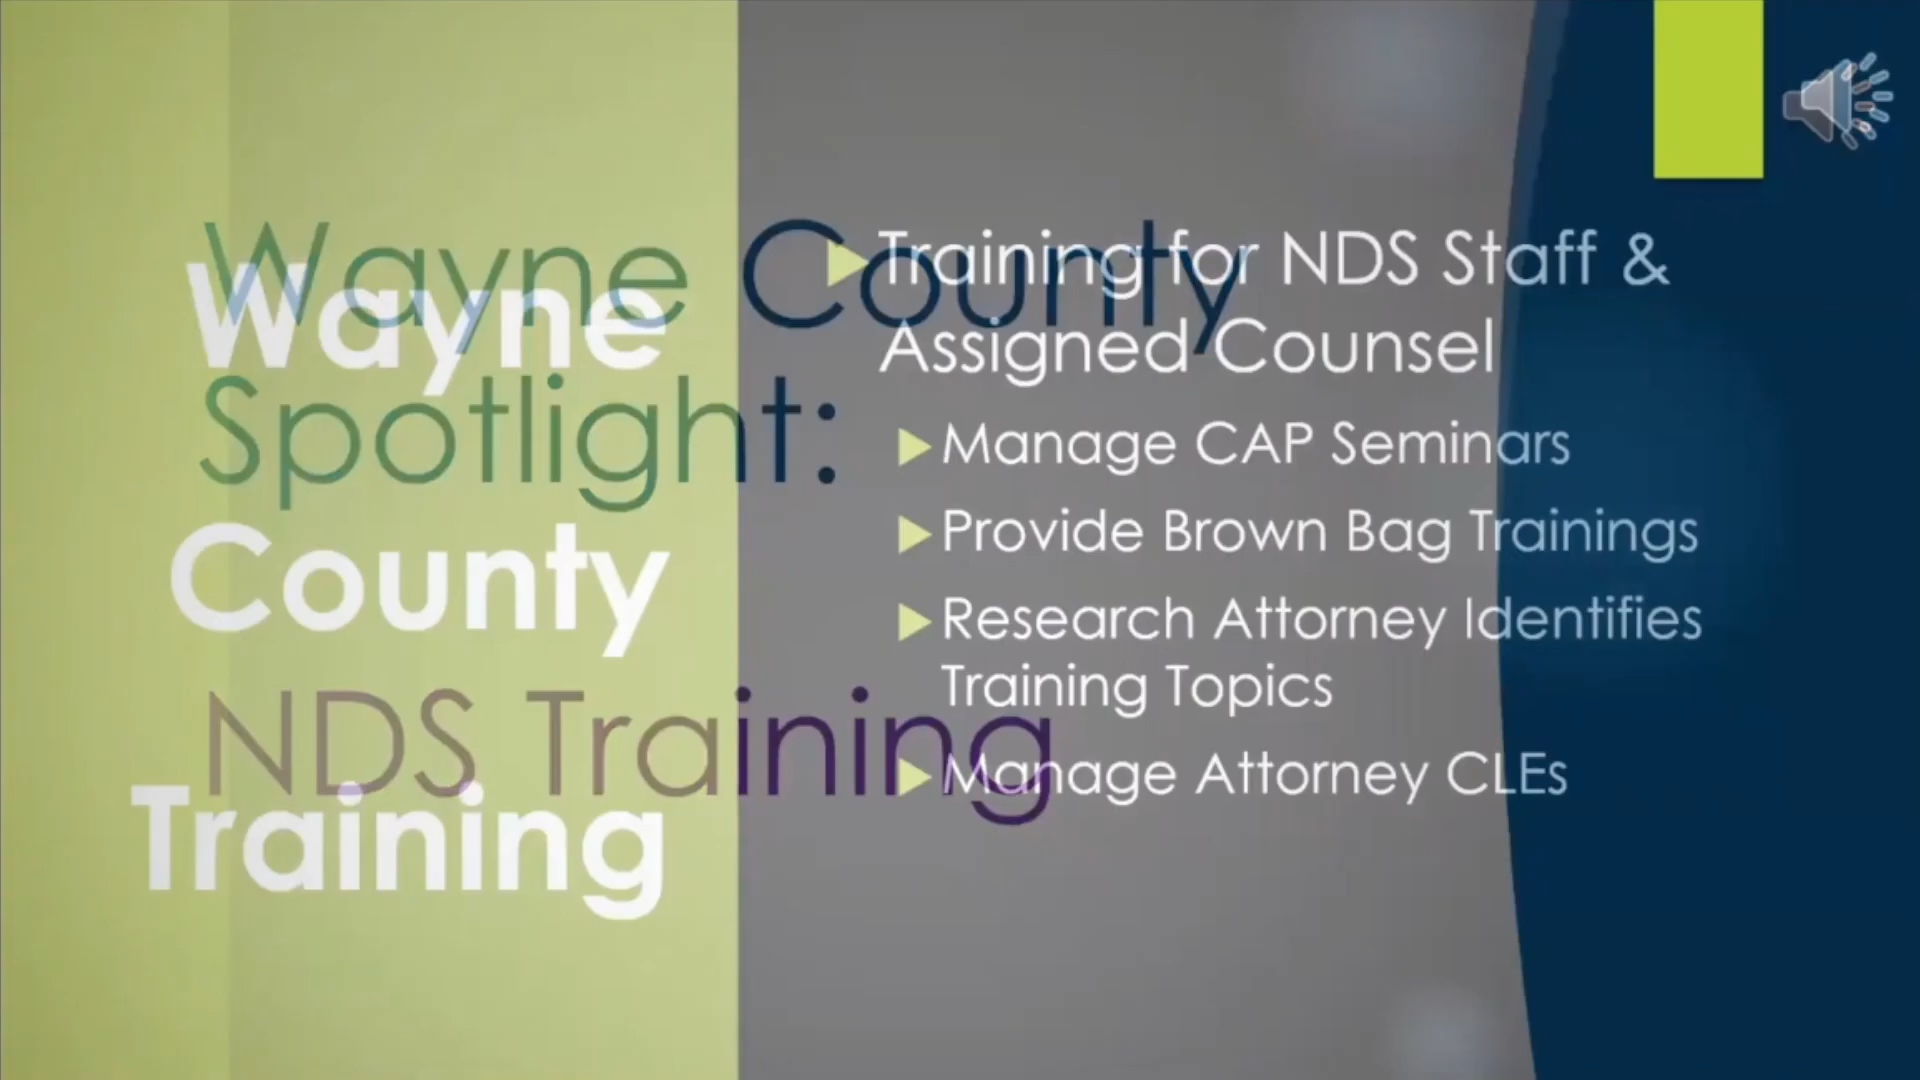 Wayne County
Spotlight:
NDS Training
Wayne
County
Training
Training for NDS Staff &
Assigned Counsel
Manage CAP Seminars
Provide Brown Bag Trainings
Research Attorney Identifies
Training Topics
Manage Attorney CLEs